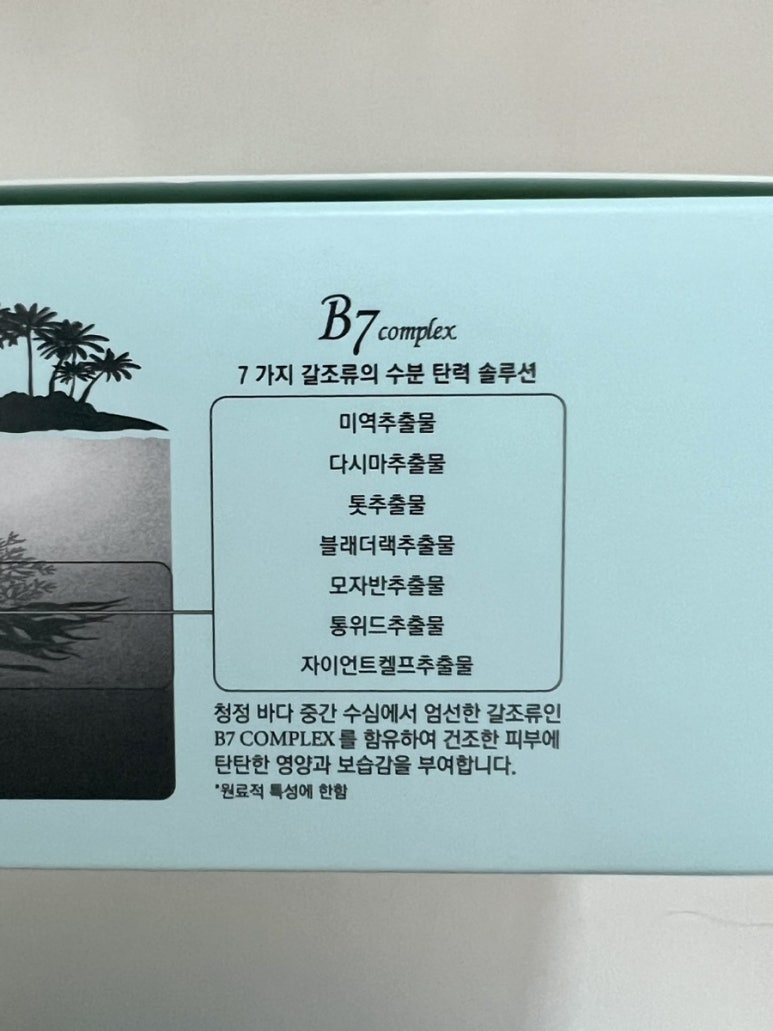 B7 complex
7 가지 갈조류의 수분 탄력 솔루션
미역추출물
다시마추출물
톳추출물
블래더랙추출물
모자반추출물
통위드추출물
자이언트켈프추출물
청정 바다 중간 수심에서 엄선한 갈조류인
B7 COMPLEX 를 함유하여 건조한 피부에
탄탄한 영양과 보습감을 부여합니다.
*원료적 특성에 한함